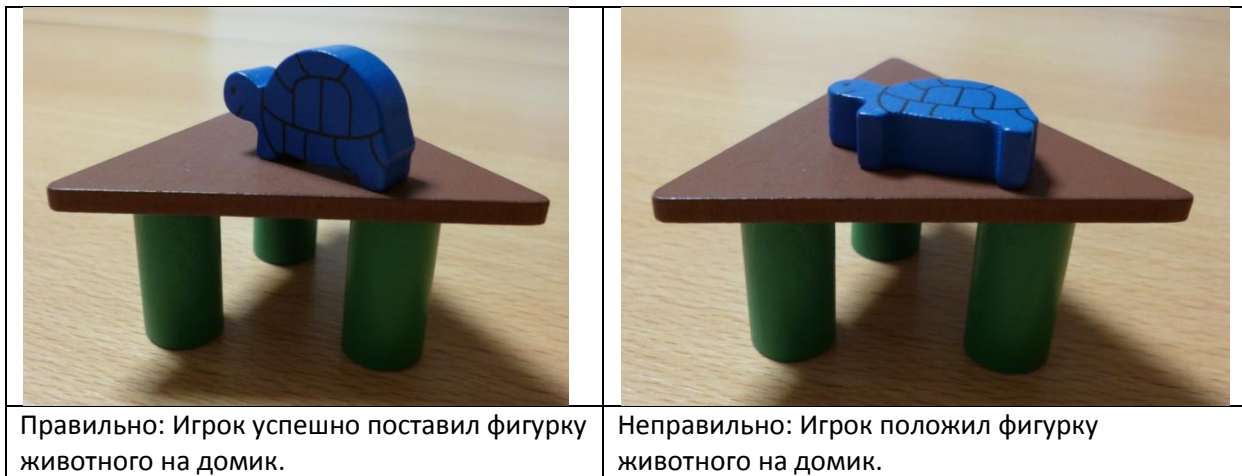 Правильно: Игрок успешно поставил фигурку
животного на домик.
Неправильно: Игрок положил фигурку
животного на домик.